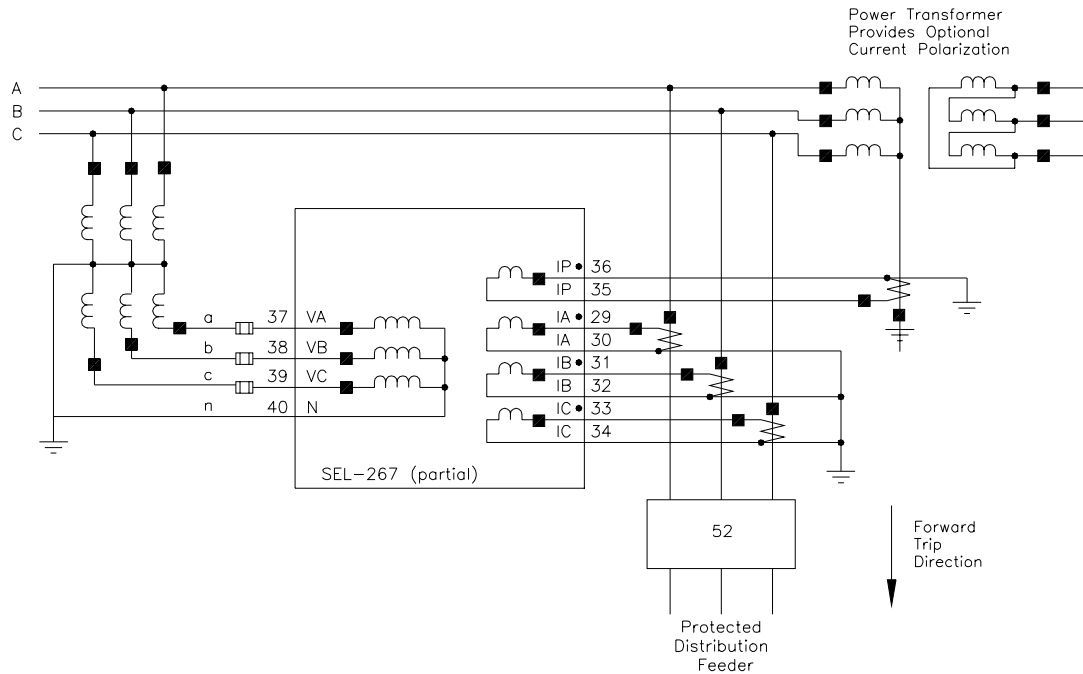 Power Transformer
Provides Optional
Current Polarization
A
B
C
IP 36
IP 35
a 37 VA
IA 29
IA 30
b 38 VB
IB 31
c 39 VC
IB 32
n 40 N
IC 33
IC 34
SEL-267 (partial)
52
Forward
Trip
Direction
Protected
Distribution
Feeder